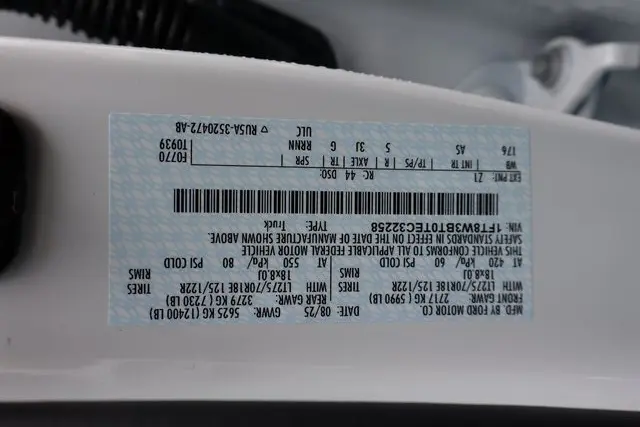 MFD. BY FORD MOTOR CO.
DATE: 08/25 GVWR: 5625 KG (12400 LB)
FRONT GAWR: REAR GAWR:
2717 KG ( 5990 LB) 3279 KG ( 7230 LB)
WITH LT275/70R18E 125/122R TIRES WITH LT275/70R18E 125/122R TIRES
18x8.0J RIMS 18x8.0J RIMS
AT 420 kPa/ 60 PSI COLD AT 550 kPa/ 80 PSI COLD
THIS VEHICLE CONFORMS TO ALL APPLICABLE FEDERAL MOTOR VEHICLE
SAFETY STANDARDS IN EFFECT ON THE DATE OF MANUFACTURE SHOWN ABOVE.
VIN: 1FT8W3BT0TEC32258 TYPE: Truck
EXT PNT: Z1 RC: 44 DSO: F0770
WB INT TR TP/PS R AXLE TR SPR T0939
176 AS 5 3J G RRNN
ULC
▽ RU5A-3520472-AB